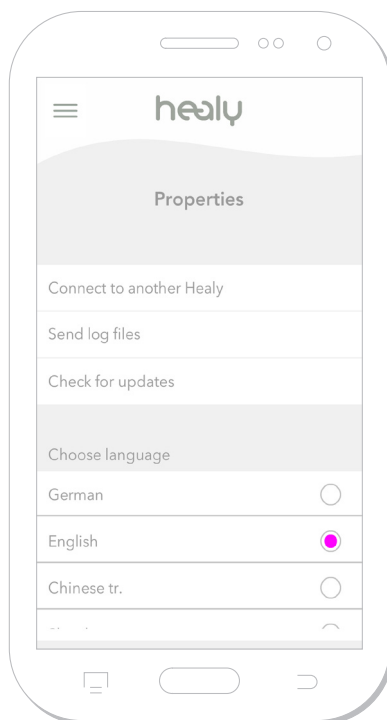 healy
Properties
Connect to another Healy
Send log files
Check for updates
Choose language
German
English
Chinese tr.